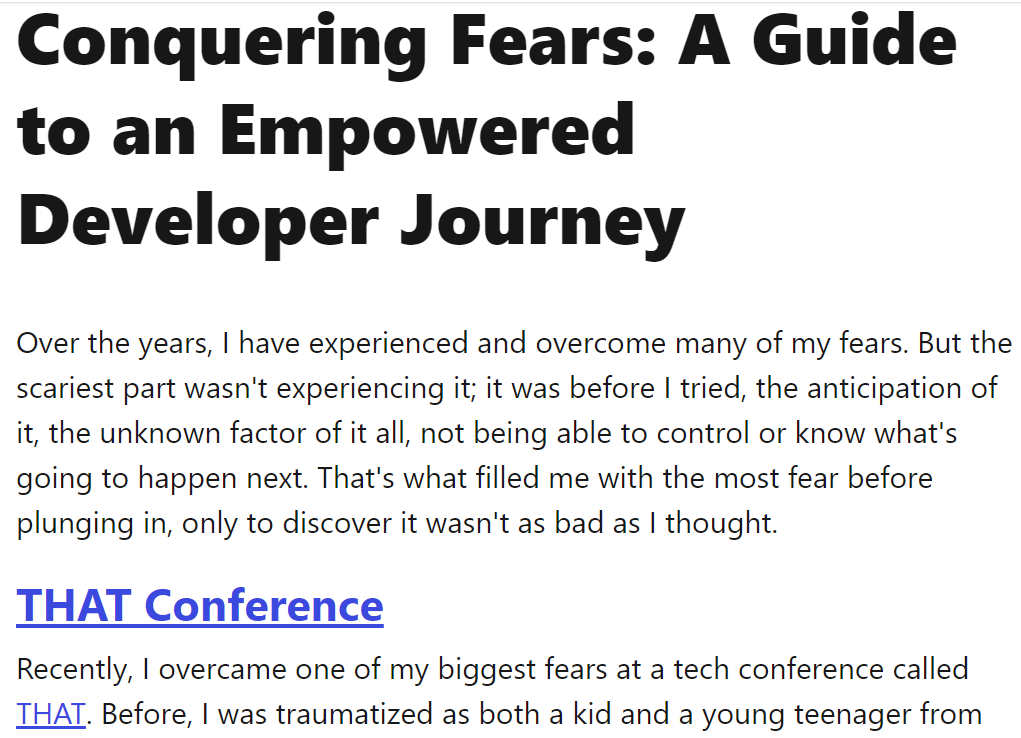 Conquering Fears: A Guide
to an Empowered
Developer Journey
Over the years, I have experienced and overcome many of my fears. But the
scariest part wasn't experiencing it; it was before I tried, the anticipation of
it, the unknown factor of it all, not being able to control or know what's
going to happen next. That's what filled me with the most fear before
plunging in, only to discover it wasn't as bad as I thought.
THAT Conference
Recently, I overcame one of my biggest fears at a tech conference called
THAT. Before, I was traumatized as both a kid and a young teenager from